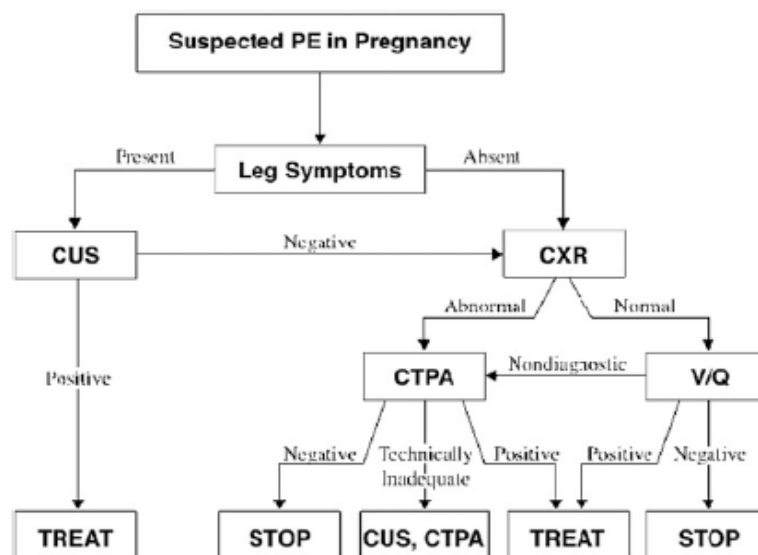 Suspected PE in Pregnancy
Present
Leg Symptoms
Absent
CUS
Negative
CXR
Abnormal
Normal
Positive
CTPA
Nondiagnostic
V/Q
Negative
Technically
Inadequate
Positive
Positive
Negative
TREAT
STOP
CUS, CTPA
TREAT
STOP